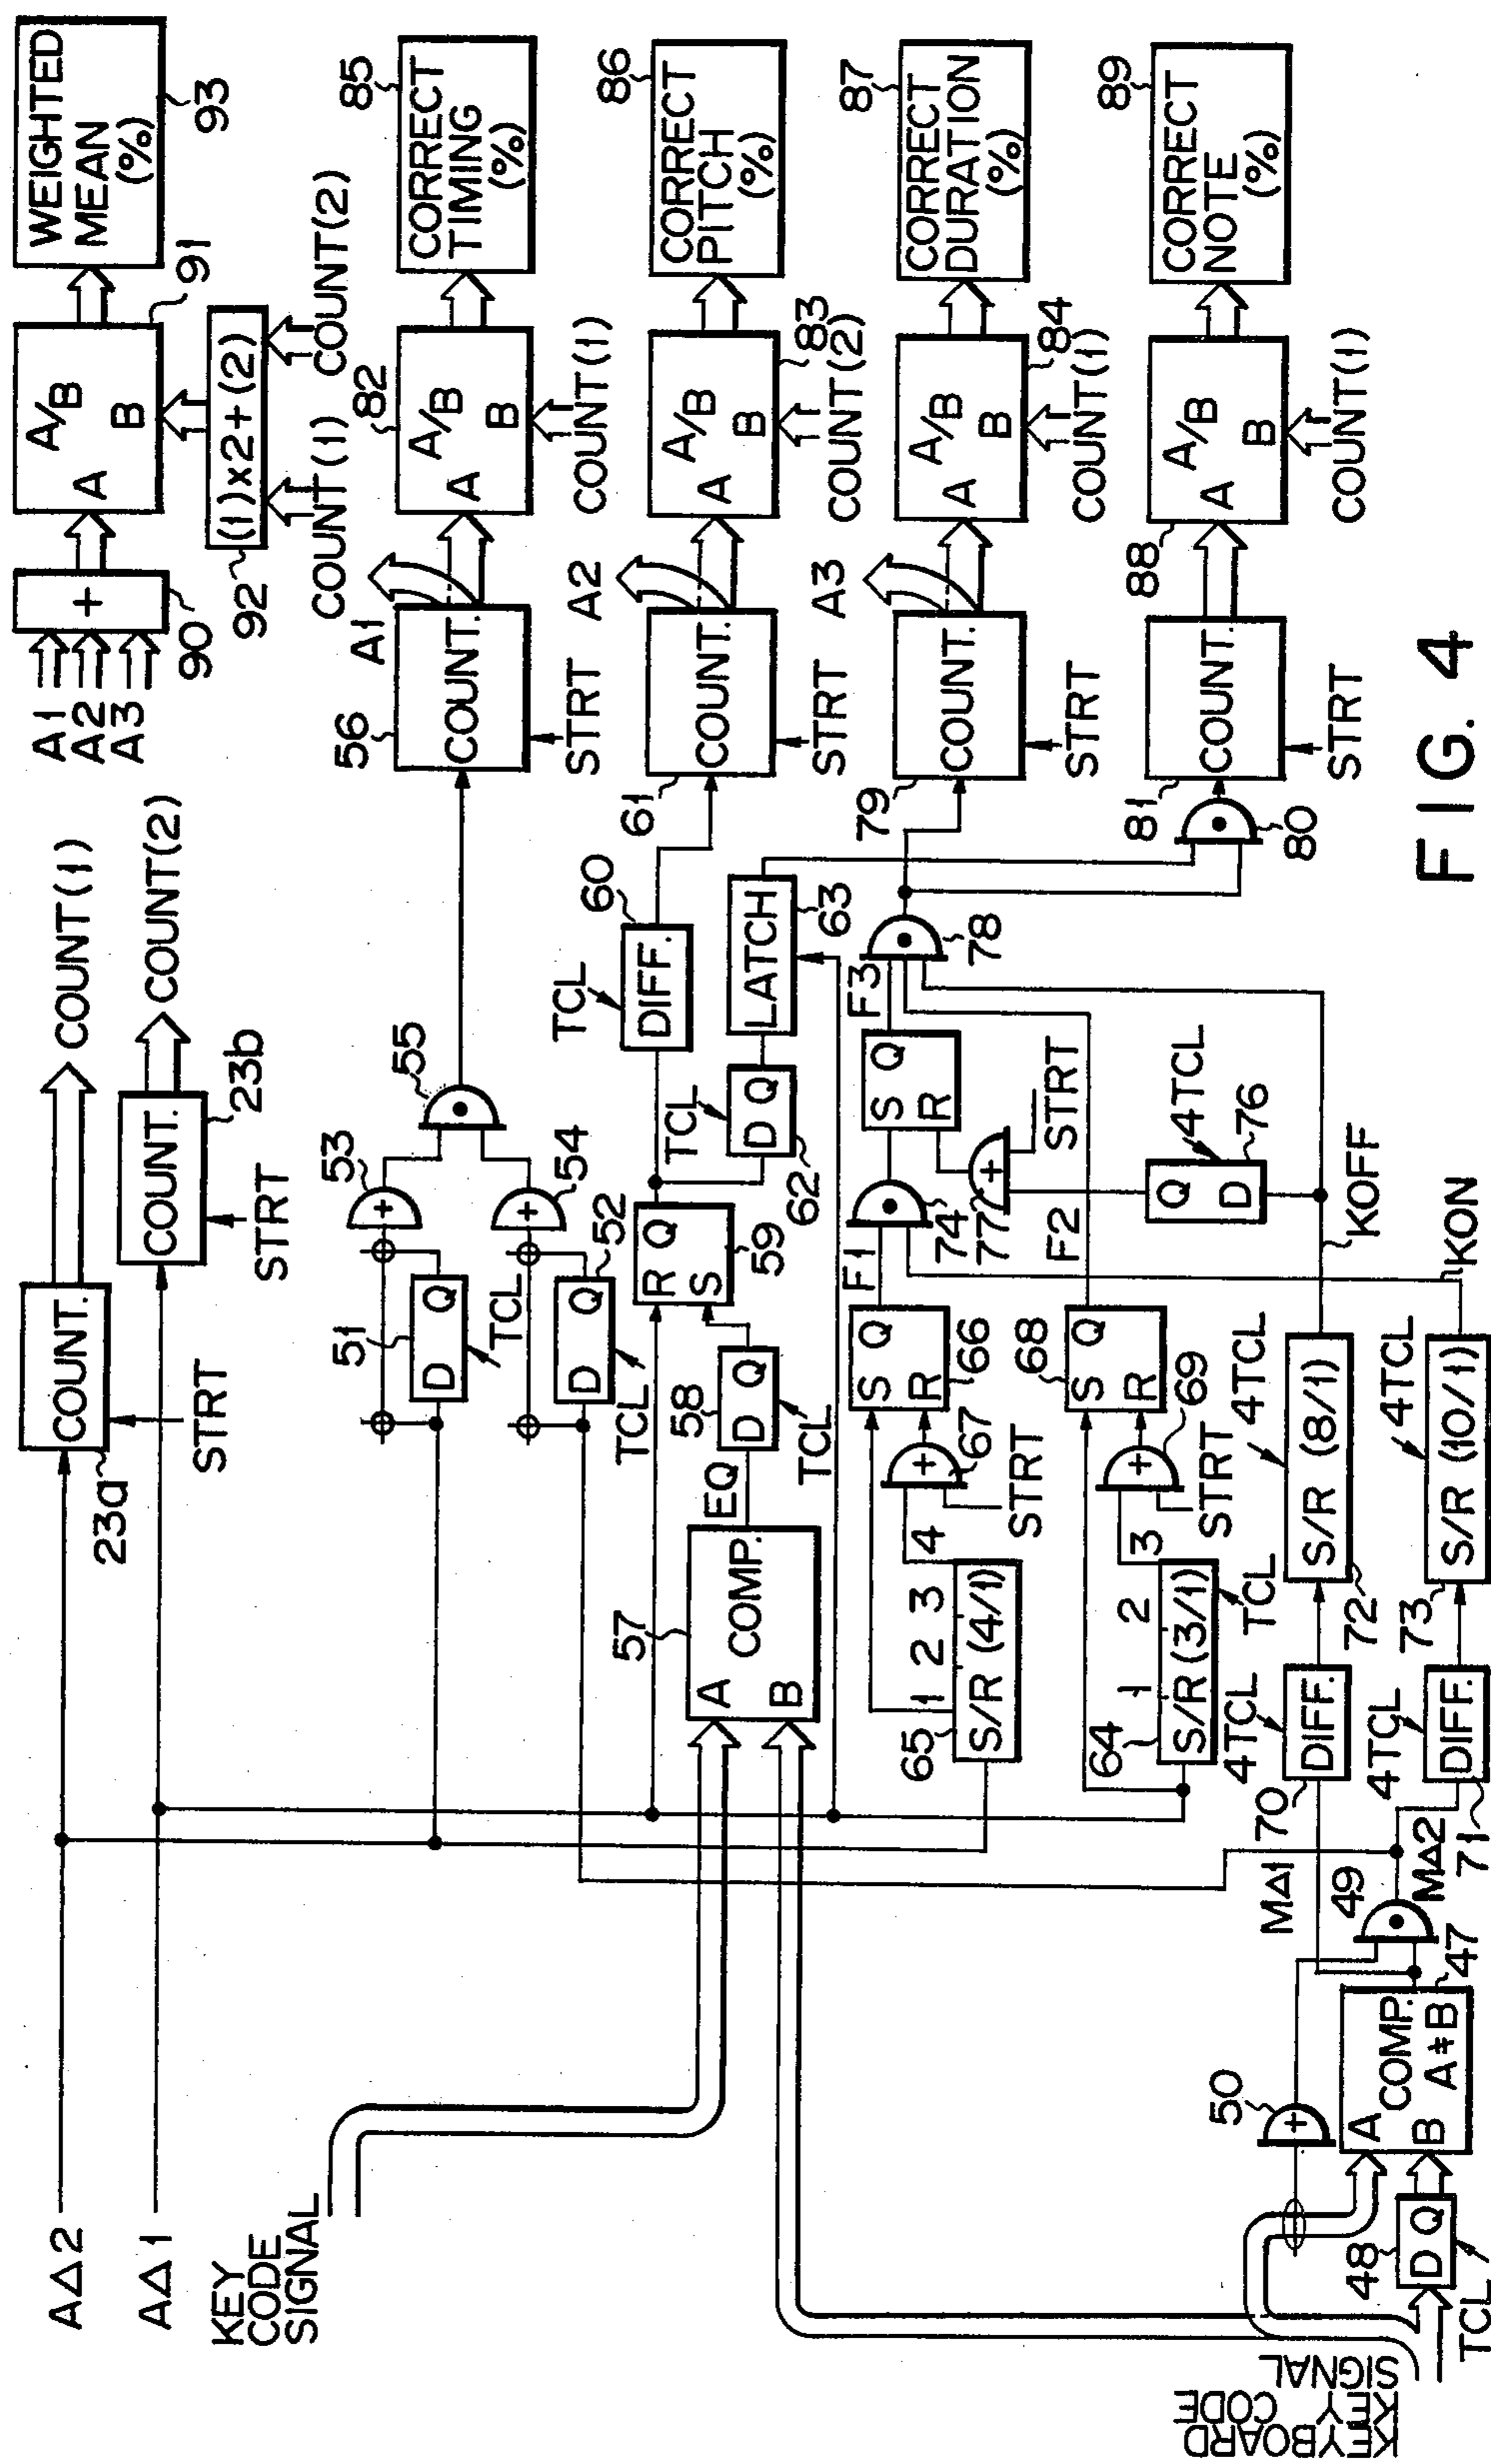 AΔ2
AΔ1
KEY
CODE
SIGNAL
KEYBOARD
KEY CODE
SIGNAL
23a
COUNT.
STRT
COUNT(1)
COUNT.
23b
STRT
COUNT(2)
A1
A2
A3
+
90
A/B
A
B
91
WEIGHTED
MEAN
(%)
93
(1)x2+(2)
92
COUNT(1)
COUNT(2)
51
D Q
TCL
53
+
52
D Q
TCL
54
+
55
56
COUNT.
STRT
A1
82
A/B
A
B
COUNT(1)
85
CORRECT
TIMING
(%)
57
A
B
COMP.
EQ
58
D Q
TCL
R Q
S
59
60
DIFF.
TCL
61
COUNT.
STRT
A2
A/B
A
B
83
COUNT(2)
86
CORRECT
PITCH
(%)
62
D Q
TCL
LATCH
63
65
1 2 3 4
S/R (4/1)
+
67
STRT
S Q
R
66
F1
64
1 2 3
S/R(3/1)
TCL
+
69
STRT
68
S Q
R
F2
74
77
+
STRT
S Q
R
F3
78
76
Q
D
4TCL
79
COUNT.
STRT
A3
A/B
A
B
84
COUNT(1)
87
CORRECT
DURATION
(%)
80
81
COUNT.
STRT
88
A/B
A
B
COUNT(1)
89
CORRECT
NOTE
(%)
48
D Q
TCL
50
+
A
B
COMP.
A≠B
47
49
MΔ1
MΔ2
70
DIFF.
4TCL
71
DIFF.
4TCL
72
S/R (8/1)
4TCL
KOFF
73
S/R (10/1)
4TCL
KON
FIG. 4